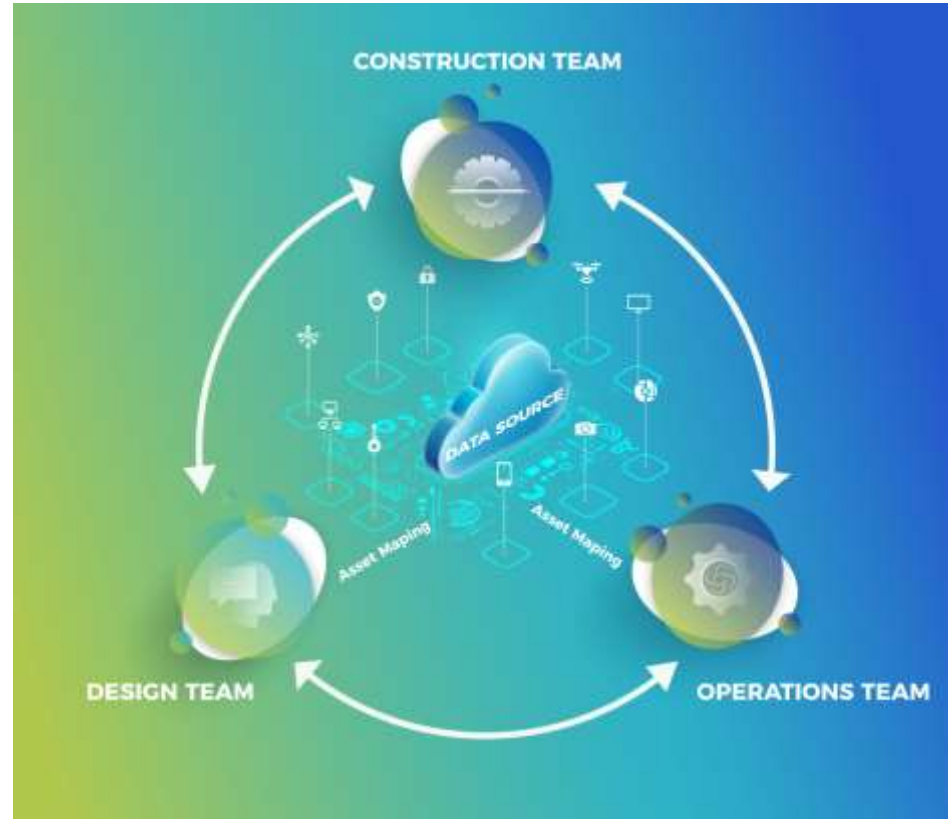 CONSTRUCTION TEAM
DATA SOURCE
Asset Maping
Asset Maping
DESIGN TEAM
OPERATIONS TEAM